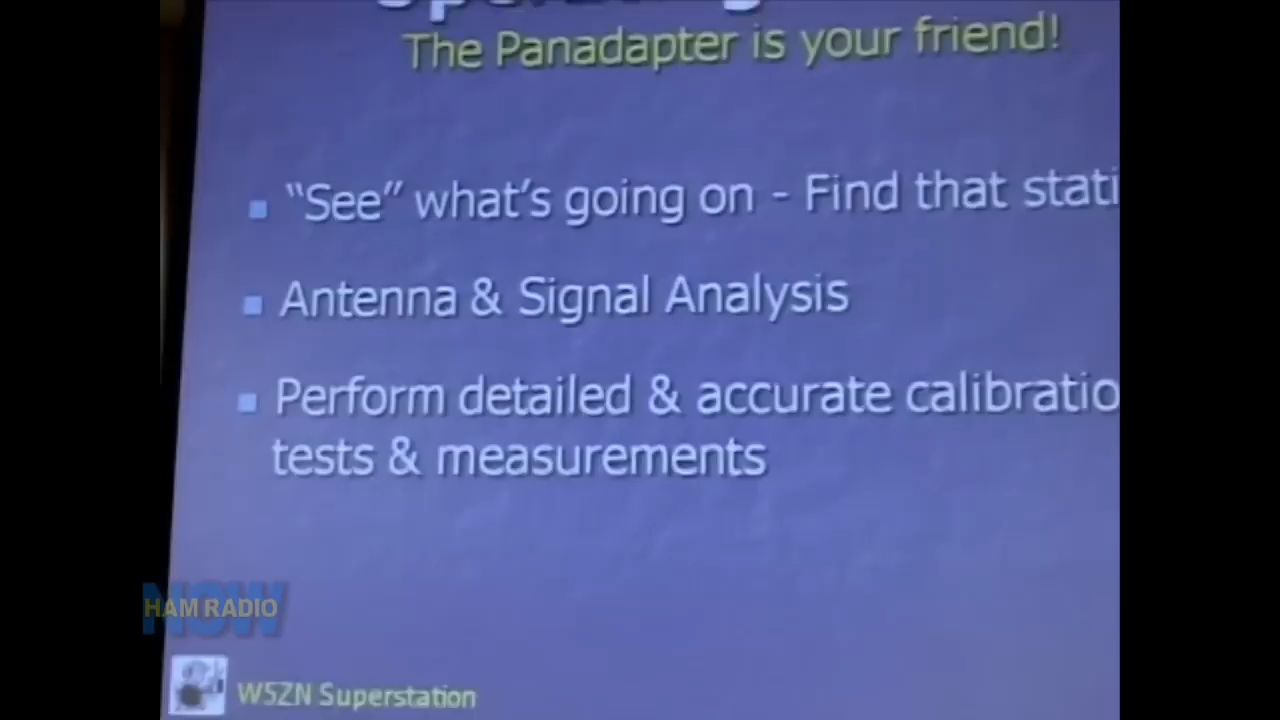 The Panadapter is your friend!
“See” what’s going on - Find that stati
Antenna & Signal Analysis
Perform detailed & accurate calibratio
tests & measurements
NOW
HAM RADIO
W5ZN Superstation